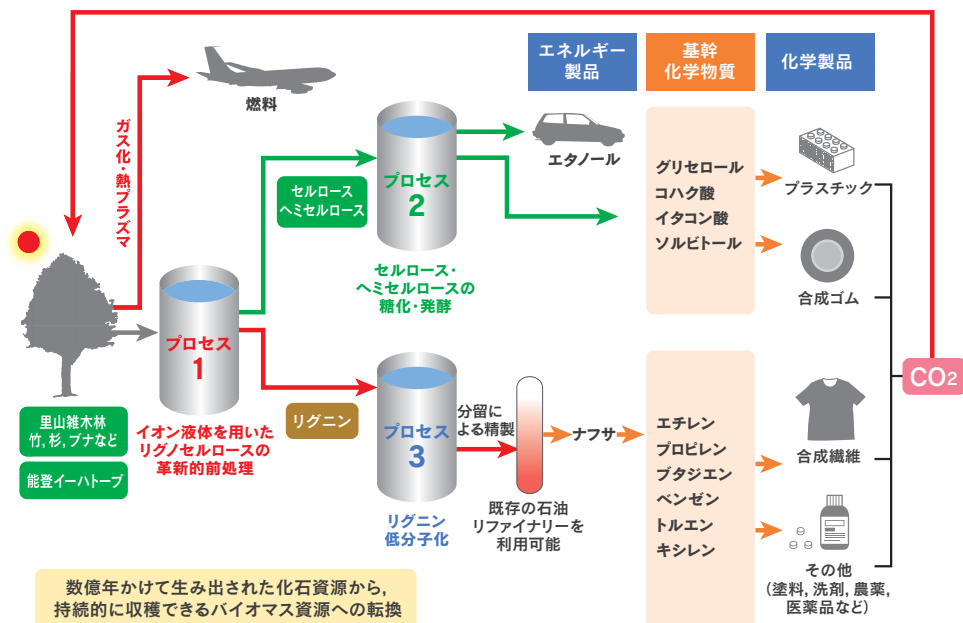 エネルギー
製品
基幹
化学物質
化学製品
燃料
ガス化・熱プラズマ
エタノール
セルロース
ヘミセルロース
プロセス
2
セルロース・
ヘミセルロースの
糖化・発酵
グリセロール
コハク酸
イタコン酸
ソルビトール
プラスチック
合成ゴム
プロセス
1
イオン液体を用いた
リグノセルロースの
革新的前処理
里山雑木林
竹, 杉, ブナなど
能登イーハトーブ
リグニン
プロセス
3
リグニン
低分子化
分留に
よる精製
ナフサ
既存の石油
リファイナリーを
利用可能
エチレン
プロピレン
ブタジエン
ベンゼン
トルエン
キシレン
合成繊維
その他
(塗料, 洗剤, 農薬,
医薬品など)
CO2
数億年かけて生み出された化石資源から,
持続的に収穫できるバイオマス資源への転換